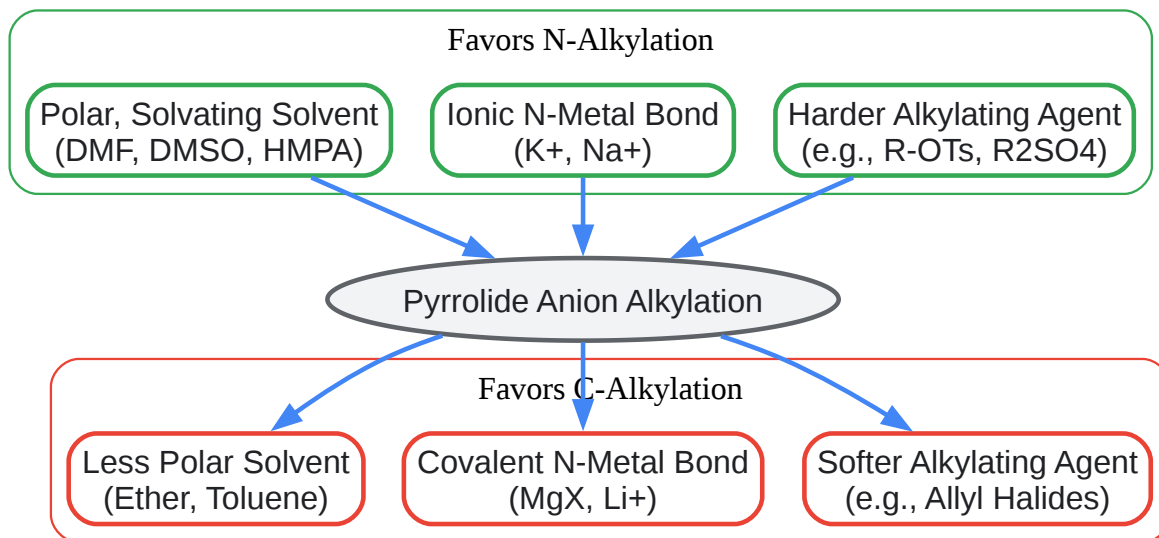 Favors N-Alkylation
Polar, Solvating Solvent
(DMF, DMSO, HMPA)
Ionic N-Metal Bond
(K+, Na+)
Harder Alkylating Agent
(e.g., R-OTs, R2SO4)
Pyrrolide Anion Alkylation
Favors C-Alkylation
Less Polar Solvent
(Ether, Toluene)
Covalent N-Metal Bond
(MgX, Li+)
Softer Alkylating Agent
(e.g., Allyl Halides)